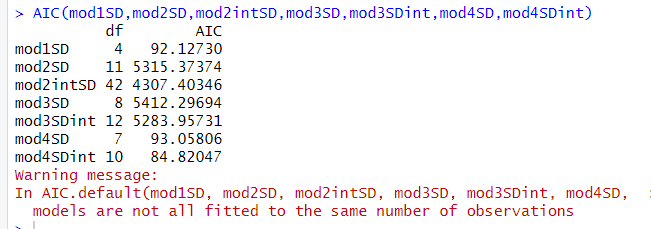 > AIC(mod1SD,mod2SD,mod2intSD,mod3SD,mod3SDint,mod4SD,mod4SDint)
df AIC
mod1SD 4 92.12730
mod2SD 11 5315.37374
mod2intSD 42 4307.40346
mod3SD 8 5412.29694
mod3SDint 12 5283.95731
mod4SD 7 93.05806
mod4SDint 10 84.82047
Warning message:
In AIC.default(mod1SD, mod2SD, mod2intSD, mod3SD, mod3SDint, mod4SD,  :
models are not all fitted to the same number of observations
>